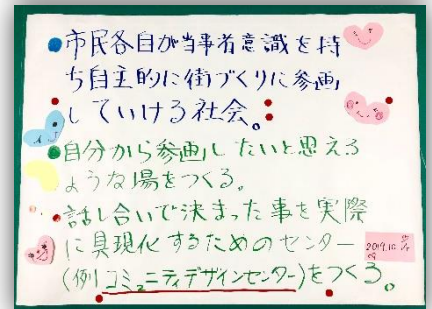 ●市民各自が当事者意識を持
ち自主的に街づくりに参画
していける社会。
●自分から参画したいと思える
ような場をつくる。
●話し合いで決まった事を実際
に具現化するためのセンター
(例 コミュニティデザインセンター)をつくる。
2019.10